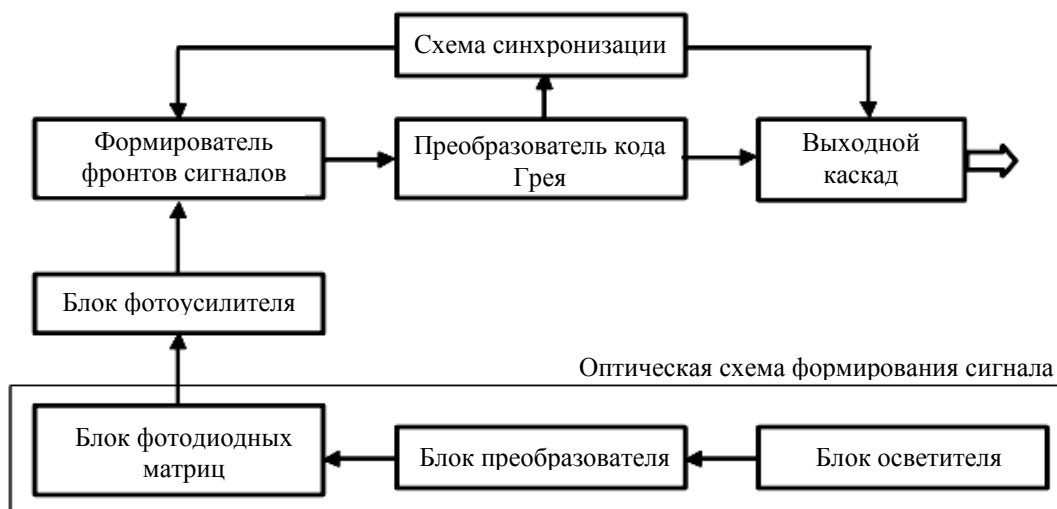 Схема синхронизации
Формирователь
фронтов сигналов
Преобразователь кода
Грея
Выходной
каскад
Блок фотоусилителя
Оптическая схема формирования сигнала
Блок фотодиодных
матриц
Блок преобразователя
Блок осветителя